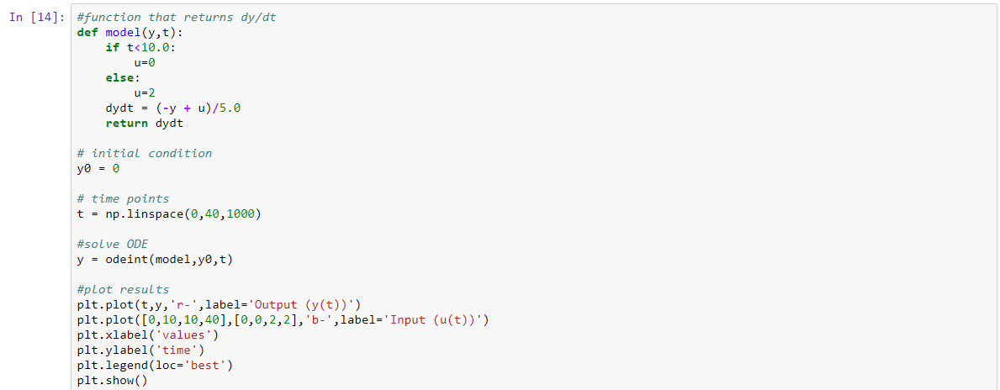 In [14]: #function that returns dy/dt
def model(y,t):
    if t<10.0:
        u=0
    else:
        u=2
    dydt = (-y + u)/5.0
    return dydt

# initial condition
y0 = 0

# time points
t = np.linspace(0,40,1000)

#solve ODE
y = odeint(model,y0,t)

#plot results
plt.plot(t,y,'r-',label='Output (y(t))')
plt.plot([0,10,10,40],[0,0,2,2],'b-',label='Input (u(t))')
plt.xlabel('values')
plt.ylabel('time')
plt.legend(loc='best')
plt.show()